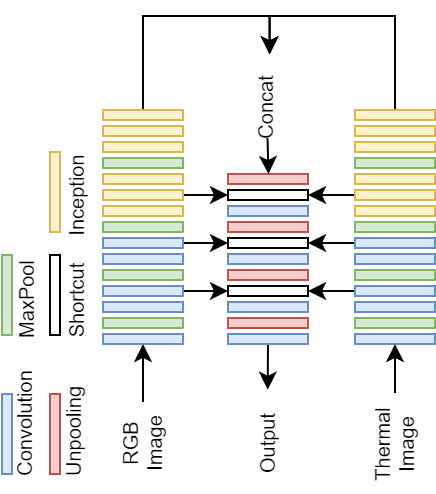 Concat
Inception
MaxPool
Shortcut
Convolution
Unpooling
RGB
Image
Output
Thermal
Image